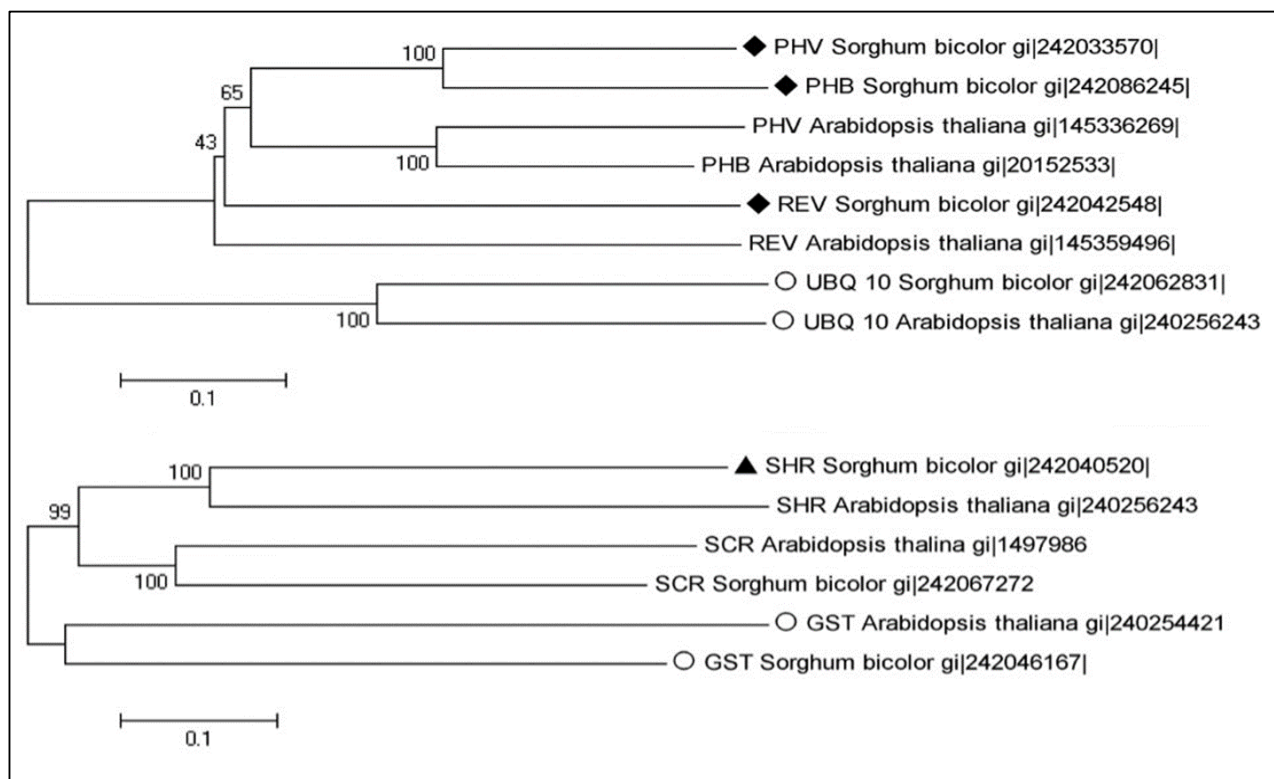 100
PHV Sorghum bicolor gi|242033570|
65
PHB Sorghum bicolor gi|242086245|
43
PHV Arabidopsis thaliana gi|145336269|
100
PHB Arabidopsis thaliana gi|20152533|
REV Sorghum bicolor gi|242042548|
REV Arabidopsis thaliana gi|145359496|
UBQ 10 Sorghum bicolor gi|242062831|
100
UBQ 10 Arabidopsis thaliana gi|240256243
0.1
100
SHR Sorghum bicolor gi|242040520|
99
SHR Arabidopsis thaliana gi|240256243
SCR Arabidopsis thalina gi|1497986
100
SCR Sorghum bicolor gi|242067272
GST Arabidopsis thaliana gi|240254421
GST Sorghum bicolor gi|242046167|
0.1